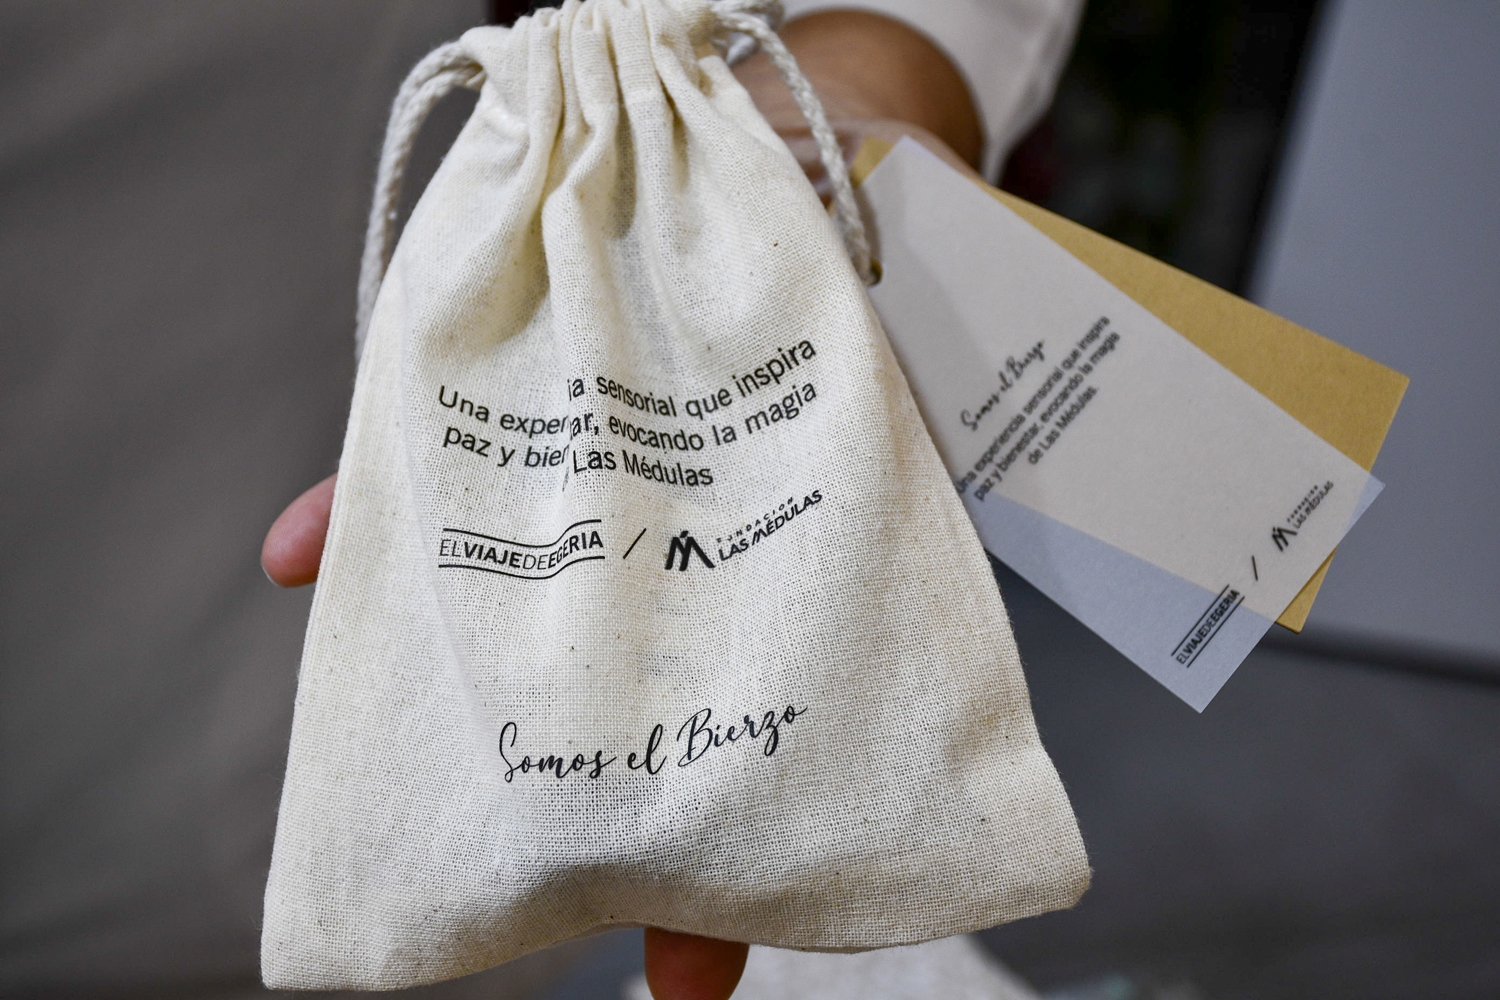 Una exper ia sensorial que inspira
paz y bien ar, evocando la magia
Las Médulas
ELVIAJEDEEGERIA / FUNDACIÓN LAS MÉDULAS
Somos el Bierzo
Somos el Bierzo
Una experiencia sensorial que inspira
paz y bienestar, evocando la magia
de Las Médulas.
ELVIAJEDEEGERIA / FUNDACIÓN LAS MÉDULAS